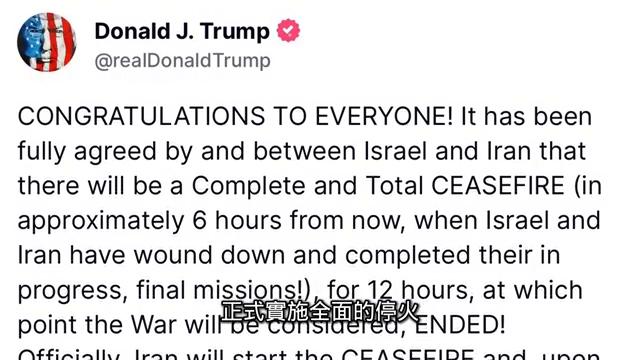 Donald J. Trump
@realDonaldTrump
CONGRATULATIONS TO EVERYONE! It has been
fully agreed by and between Israel and Iran that
there will be a Complete and Total CEASEFIRE (in
approximately 6 hours from now, when Israel and
Iran have wound down and completed their in
progress, final missions!), for 12 hours, at which
正式實施全面的停火
point the War will be considered, ENDED!
Officially, Iran will start the CEASEFIRE and, upon